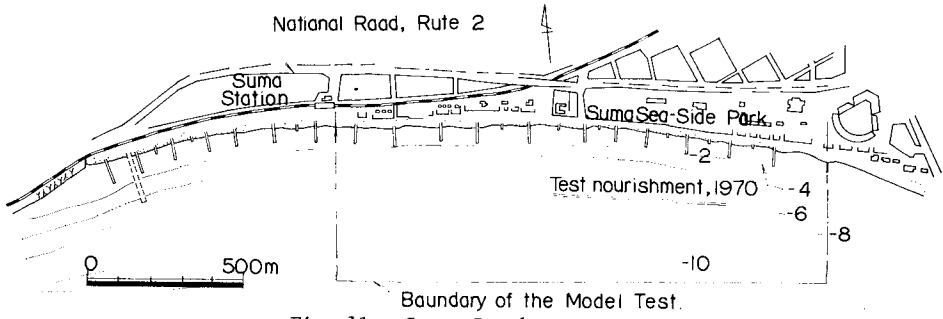 National Raad, Rute 2
Suma
Station
Suma Sea-Side Park
-2
Test nourishment, 1970
-4
-6
-8
0 500m
-10
Baundary of the Model Test.